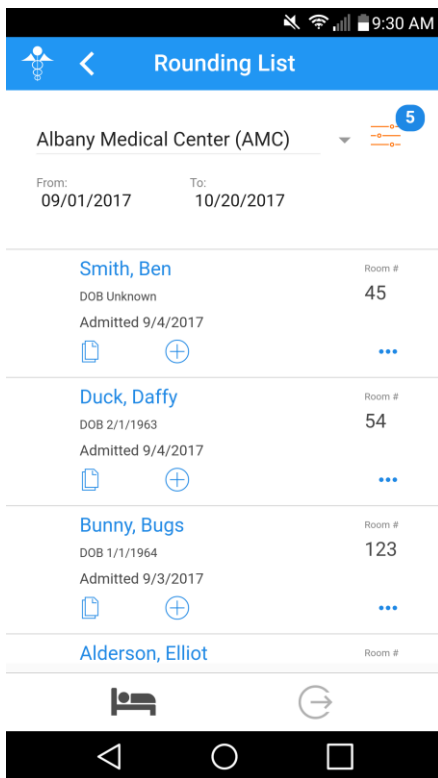 9:30 AM
Rounding List
5
Albany Medical Center (AMC)
From: To:
09/01/2017 10/20/2017
Smith, Ben Room #
DOB Unknown 45
Admitted 9/4/2017
Duck, Daffy Room #
DOB 2/1/1963 54
Admitted 9/4/2017
Bunny, Bugs Room #
DOB 1/1/1964 123
Admitted 9/3/2017
Alderson, Elliot Room #